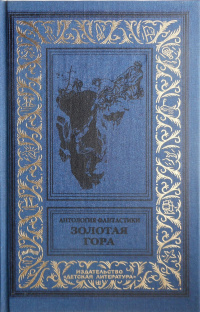 АНТОЛОГИЯ ФАНТАСТИКИ
ЗОЛОТАЯ
ГОРА
ИЗДАТЕЛЬСТВО
«ДЕТСКАЯ ЛИТЕРАТУРА»